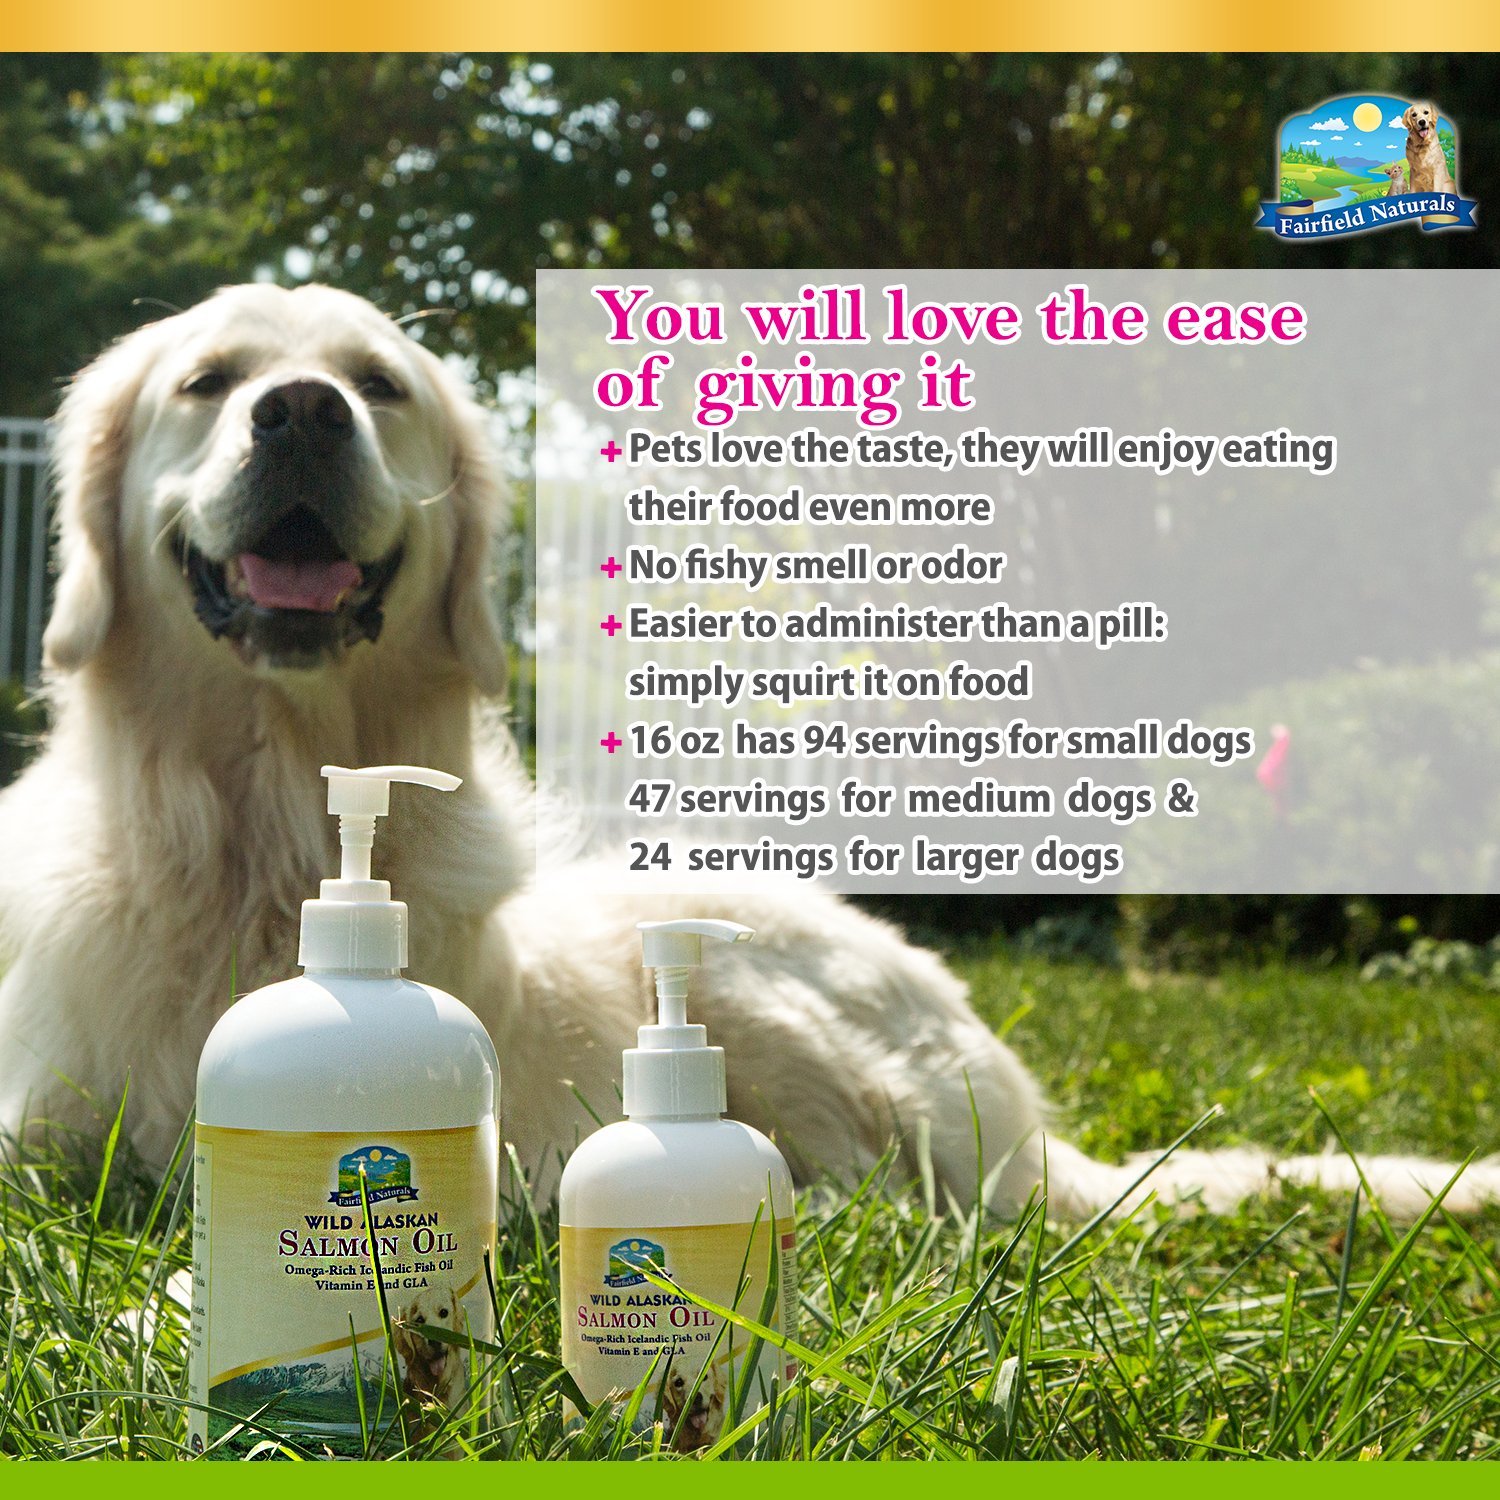 Fairfield Naturals
You will love the ease
of giving it
+ Pets love the taste, they will enjoy eating
their food even more
+ No fishy smell or odor
+ Easier to administer than a pill:
simply squirt it on food
+ 16 oz has 94 servings for small dogs
47 servings for medium dogs &
24 servings for larger dogs
Fairfield Naturals
WILD ALASKAN
SALMON OIL
Omega-Rich Icelandic Fish Oil
Vitamin E and GLA
Fairfield
WILD ALASKAN
SALMON OIL
Omega-Rich Icelandic Fish Oil
Vitamin E and GLA